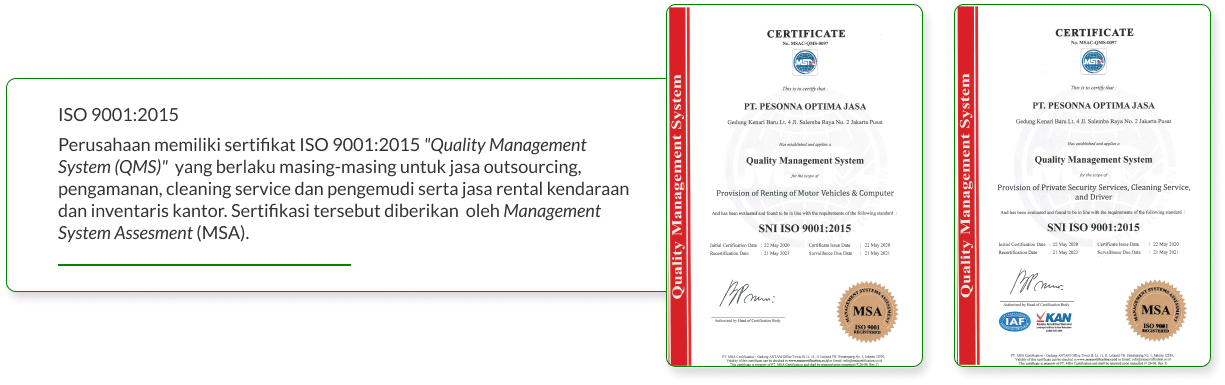 ISO 9001:2015
Perusahaan memiliki sertifikat ISO 9001:2015 "Quality Management
System (QMS)" yang berlaku masing-masing untuk jasa outsourcing,
pengamanan, cleaning service dan pengemudi serta jasa rental kendaraan
dan inventaris kantor. Sertifikasi tersebut diberikan oleh Management
System Assesment (MSA).
Quality Management System
CERTIFICATE
No. MSAC-QMS-0097
MST
This is to certify that :
PT. PESONNA OPTIMA JASA
Gedung Kenari Baru Lt. 4 Jl. Salemba Raya No. 2 Jakarta Pusat
Has established and applies a
Quality Management System
for the scope of
Provision of Renting of Motor Vehicles & Computer
And has been evaluated and found to be in line with the requirements of the following standard :
SNI ISO 9001:2015
Initial Certification Date : 22 May 2020 Certificate Issue Date : 22 May 2020
Recertification Date : 21 May 2023 Surveillance Due Date : 21 May 2021
Authorized by Head of Certification Body
MANAGEMENT SYSTEMS ASSESSMENT
MSA
ISO 9001
REGISTERED
Quality Management System
CERTIFICATE
No. MSAC-QMS-0097
MST
This is to certify that :
PT. PESONNA OPTIMA JASA
Gedung Kenari Baru Lt. 4 Jl. Salemba Raya No. 2 Jakarta Pusat
Has established and applies a
Quality Management System
for the scope of
Provision of Private Security Services, Cleaning Service,
and Driver
And has been evaluated and found to be in line with the requirements of the following standard :
SNI ISO 9001:2015
Initial Certification Date : 22 May 2020 Certificate Issue Date : 22 May 2020
Recertification Date : 21 May 2023 Surveillance Due Date : 21 May 2021
Authorized by Head of Certification Body
IAF
KAN
MANAGEMENT SYSTEMS ASSESSMENT
MSA
ISO 9001
REGISTERED